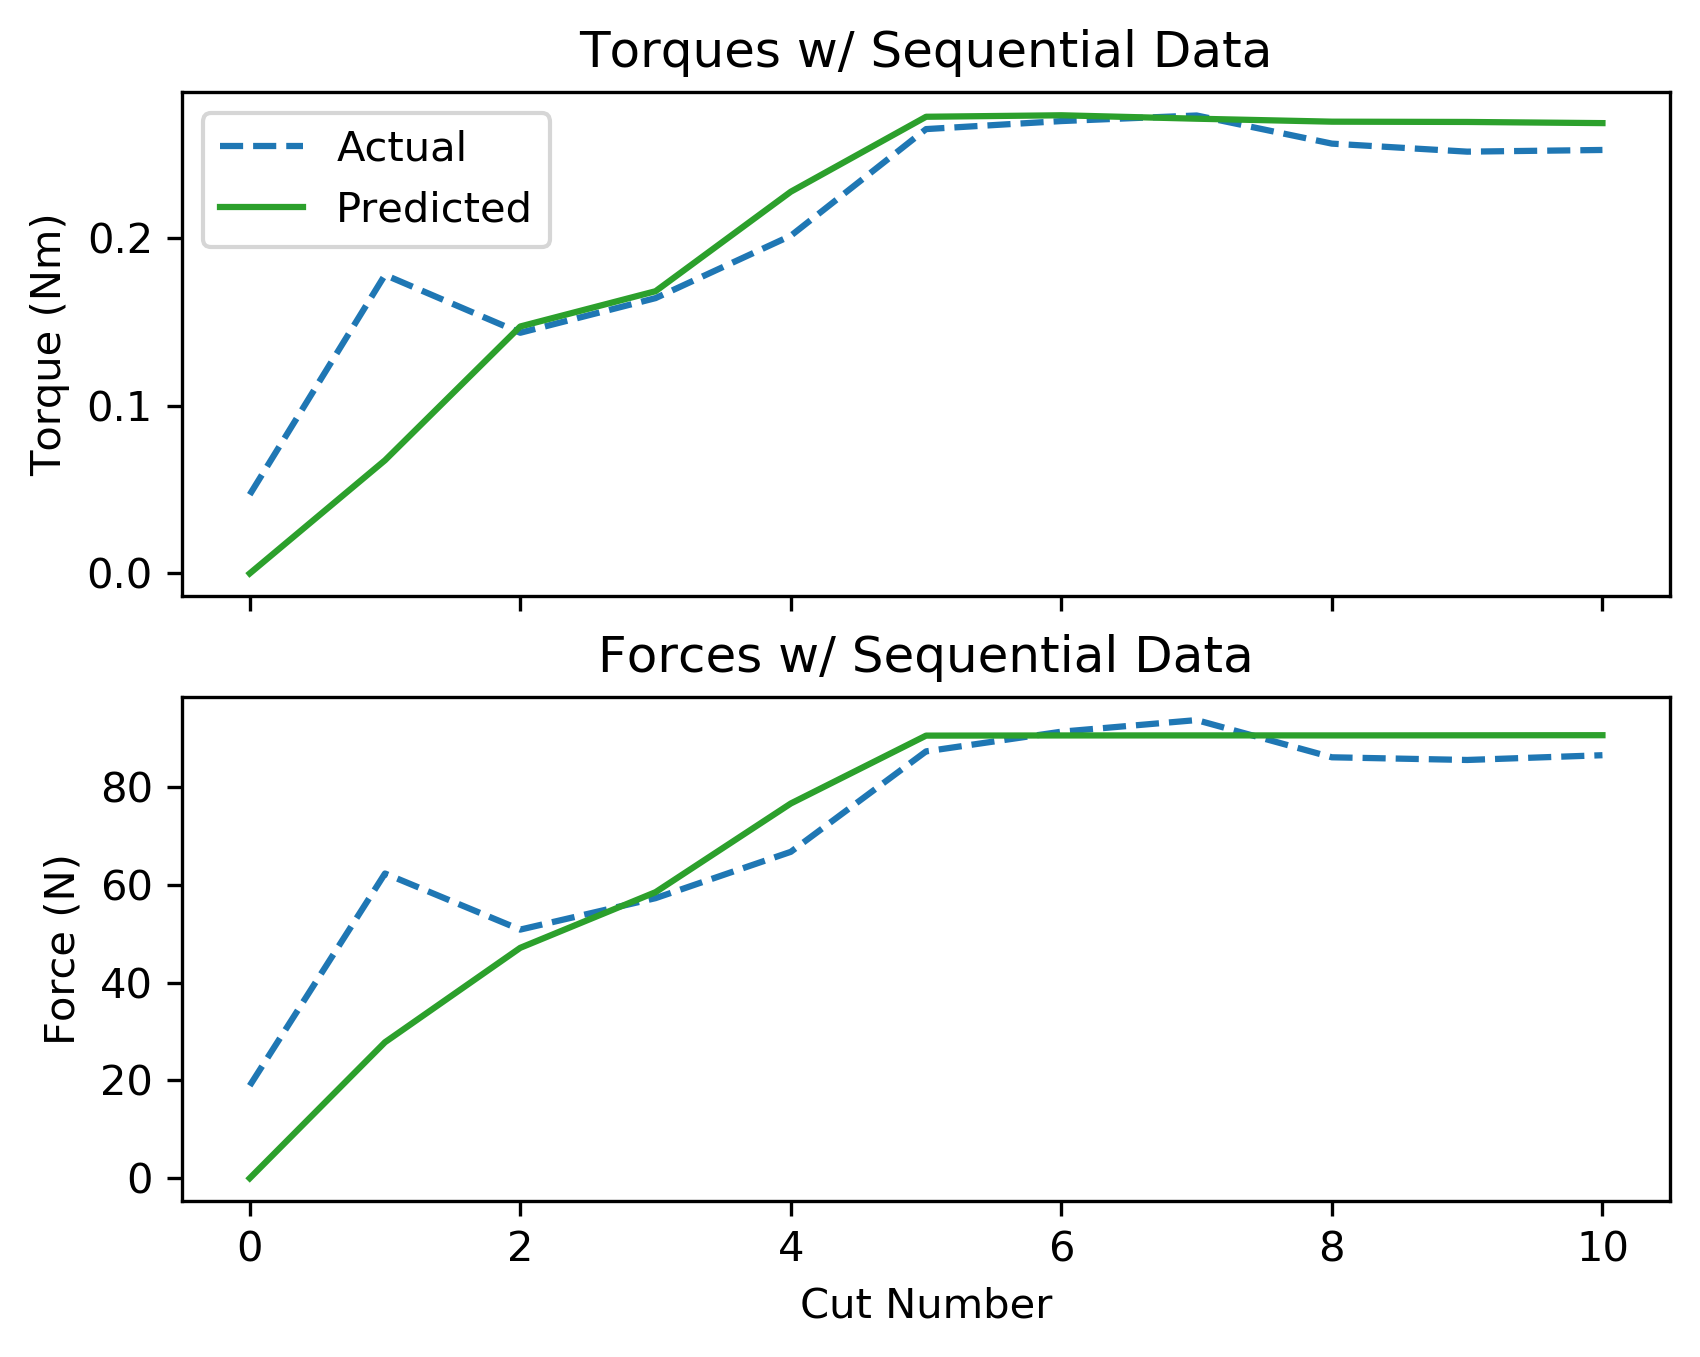 Torques w/ Sequential Data
Actual
Predicted
Torque (Nm)
0.2
0.1
0.0
Forces w/ Sequential Data
Force (N)
80
60
40
20
0
0 2 4 6 8 10
Cut Number